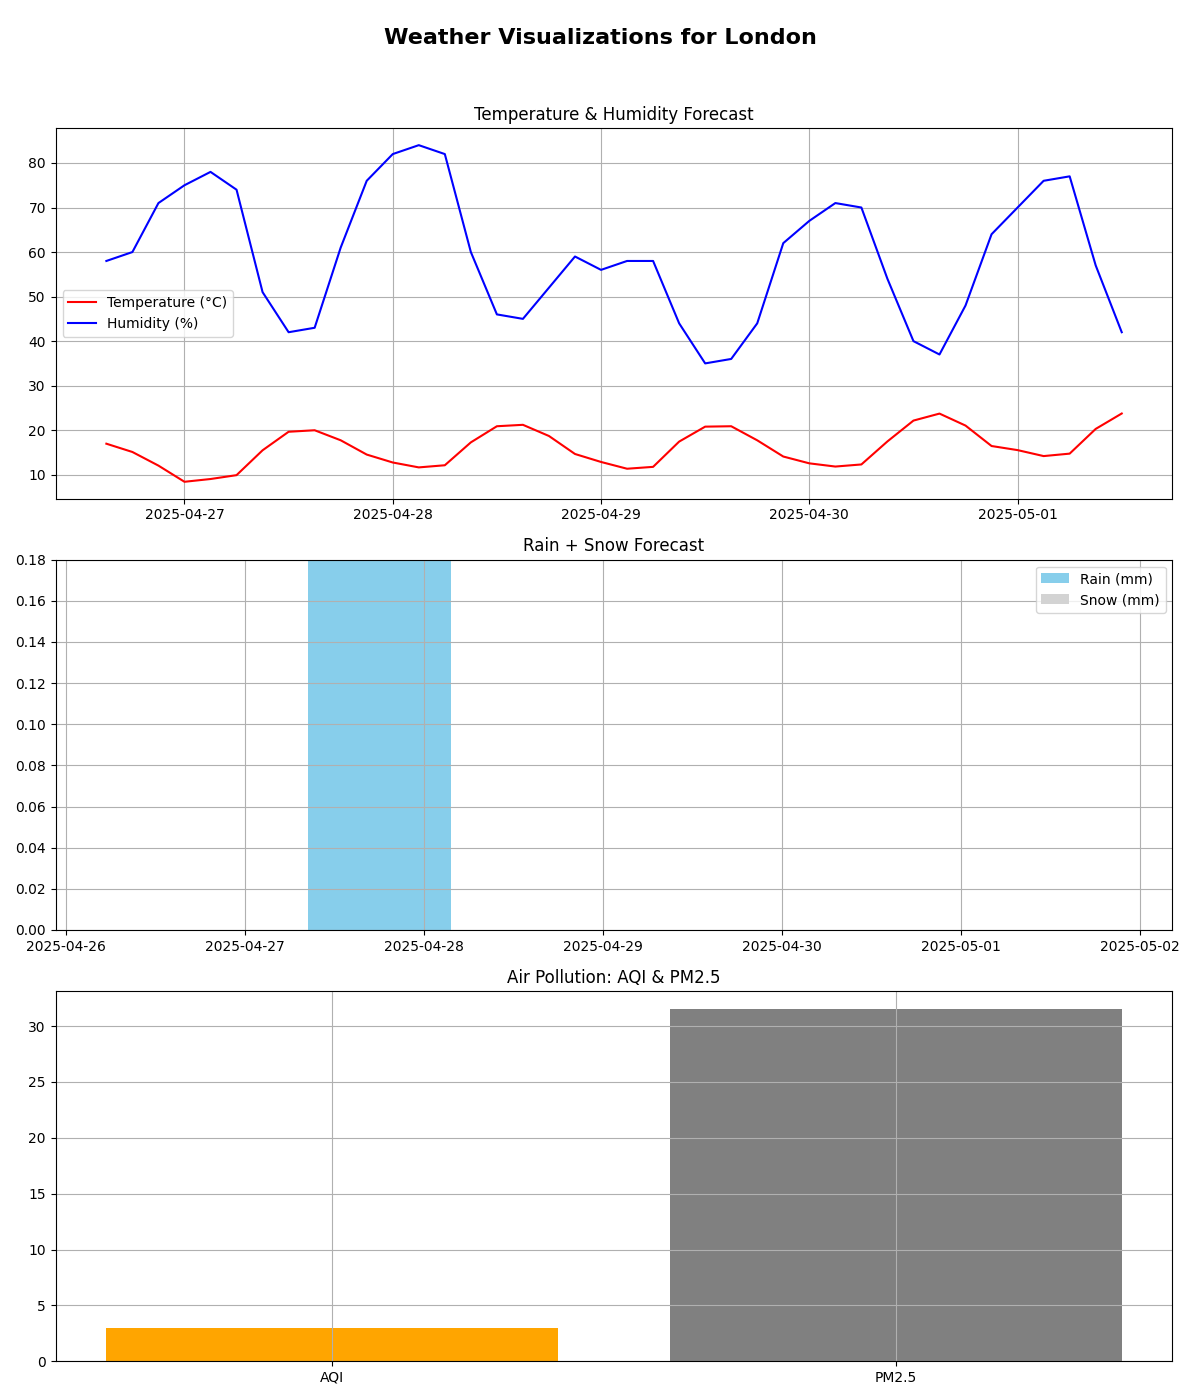 Weather Visualizations for London
Temperature & Humidity Forecast
80
70
60
50
40
30
20
10
Temperature (°C)
Humidity (%)
2025-04-27 2025-04-28 2025-04-29 2025-04-30 2025-05-01
Rain + Snow Forecast
0.18
0.16
0.14
0.12
0.10
0.08
0.06
0.04
0.02
0.00
Rain (mm)
Snow (mm)
2025-04-26 2025-04-27 2025-04-28 2025-04-29 2025-04-30 2025-05-01 2025-05-02
Air Pollution: AQI & PM2.5
30
25
20
15
10
5
0
AQI PM2.5